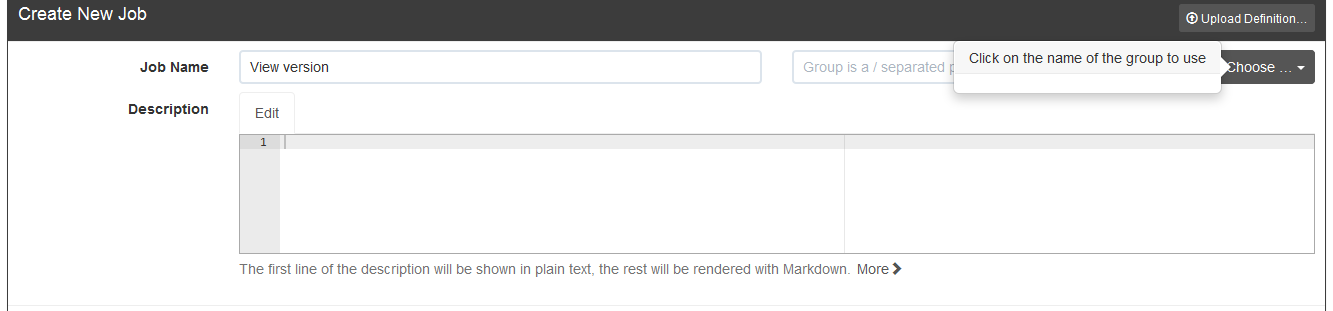 Create New Job
Upload Definition...
Job Name
View version
Group is a / separated p
Click on the name of the group to use
Choose ...
Description
Edit
1
The first line of the description will be shown in plain text, the rest will be rendered with Markdown. More